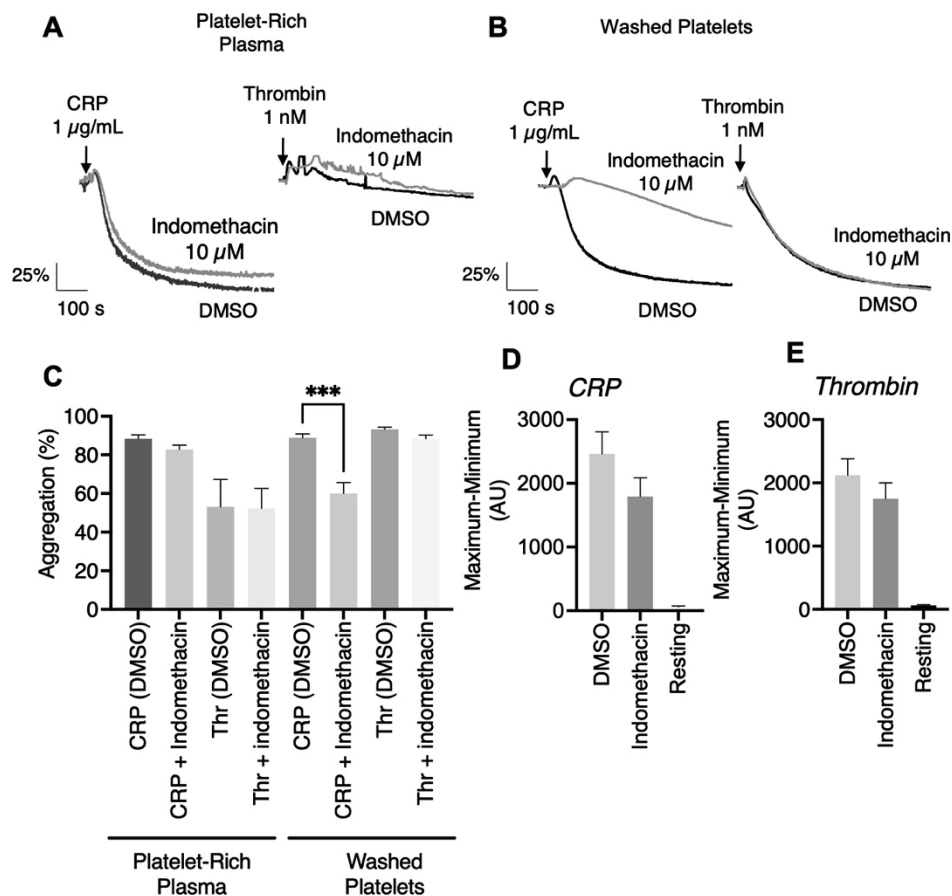 A
Platelet-Rich
Plasma
CRP
1 µg/mL
Thrombin
1 nM
Indomethacin
10 µM
DMSO
Indomethacin
10 µM
DMSO
25%
100 s
B
Washed Platelets
CRP
1 µg/mL
Thrombin
1 nM
Indomethacin
10 µM
DMSO
Indomethacin
10 µM
25%
100 s
C
Aggregation (%)
100
80
60
40
20
0
***
CRP (DMSO)
CRP + Indomethacin
Thr (DMSO)
Thr + indomethacin
CRP (DMSO)
CRP + Indomethacin
Thr (DMSO)
Thr + indomethacin
Platelet-Rich
Plasma
Washed
Platelets
D
CRP
Maximum-Minimum
(AU)
3000
2000
1000
0
DMSO
Indomethacin
Resting
E
Thrombin
Maximum-Minimum
(AU)
3000
2000
1000
0
DMSO
Indomethacin
Resting